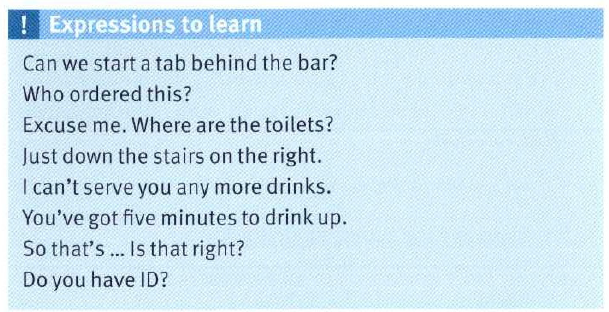 ! Expressions to learn
Can we start a tab behind the bar?
Who ordered this?
Excuse me. Where are the toilets?
Just down the stairs on the right.
I can't serve you any more drinks.
You've got five minutes to drink up.
So that's ... Is that right?
Do you have ID?